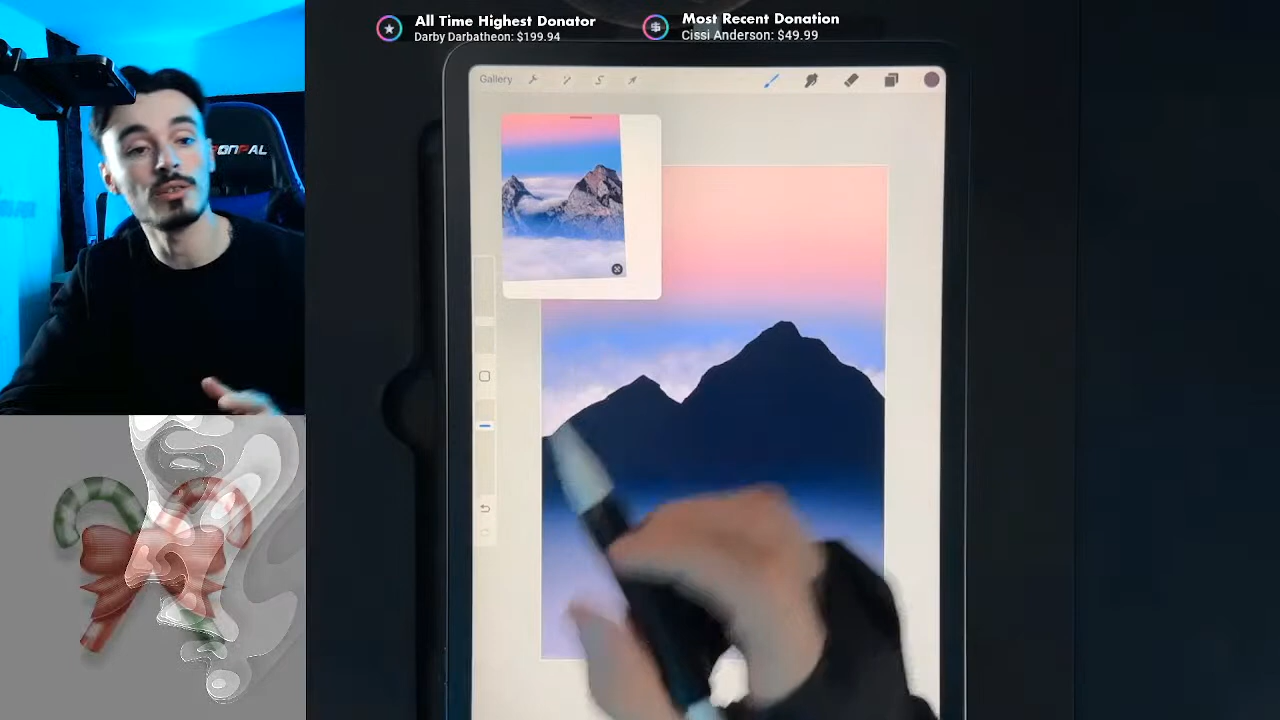 All Time Highest Donator
Darby Darbatheon: $199.94
Most Recent Donation
Cissi Anderson: $49.99
Gallery